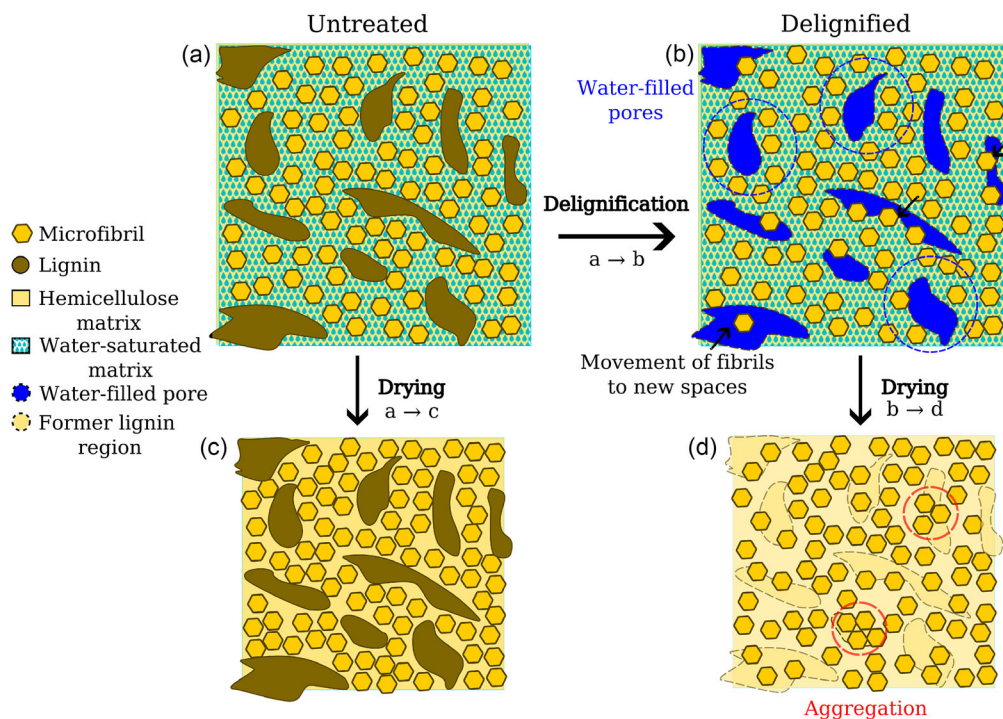 Untreated
Delignified
(a)
(b)
Water-filled
pores
Delignification
a → b
Microfibril
Lignin
Hemicellulose
matrix
Water-saturated
matrix
Water-filled pore
Former lignin
region
Movement of fibrils
to new spaces
Drying
a → c
Drying
b → d
(c)
(d)
Aggregation